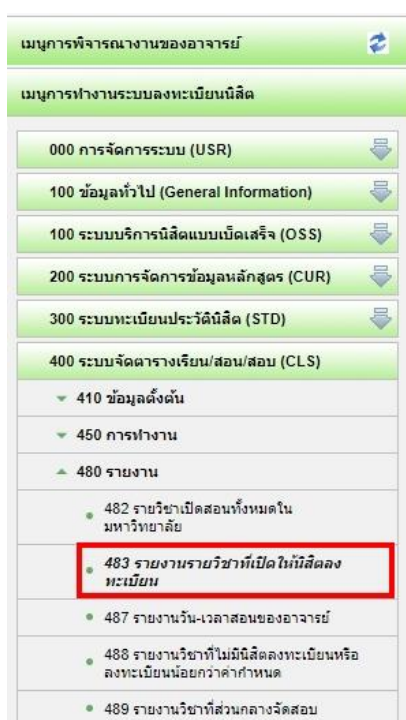 เมนูการพิจารณางานของอาจารย์
เมนูการทำงานระบบลงทะเบียนนิสิต
000 การจัดการระบบ (USR)
100 ข้อมูลทั่วไป (General Information)
100 ระบบบริการนิสิตแบบเบ็ดเสร็จ (OSS)
200 ระบบการจัดการข้อมูลหลักสูตร (CUR)
300 ระบบทะเบียนประวัตินิสิต (STD)
400 ระบบจัดตารางเรียน/สอน/สอบ (CLS)
410 ข้อมูลตั้งต้น
450 การทำงาน
480 รายงาน
482 รายวิชาเปิดสอนทั้งหมดใน
มหาวิทยาลัย
483 รายงานรายวิชาที่เปิดให้นิสิตลง
ทะเบียน
487 รายงานวัน-เวลาสอนของอาจารย์
488 รายงานวิชาที่ไม่มีนิสิตลงทะเบียนหรือ
ลงทะเบียนน้อยกว่าค่ากำหนด
489 รายงานวิชาที่ส่วนกลางจัดสอบ